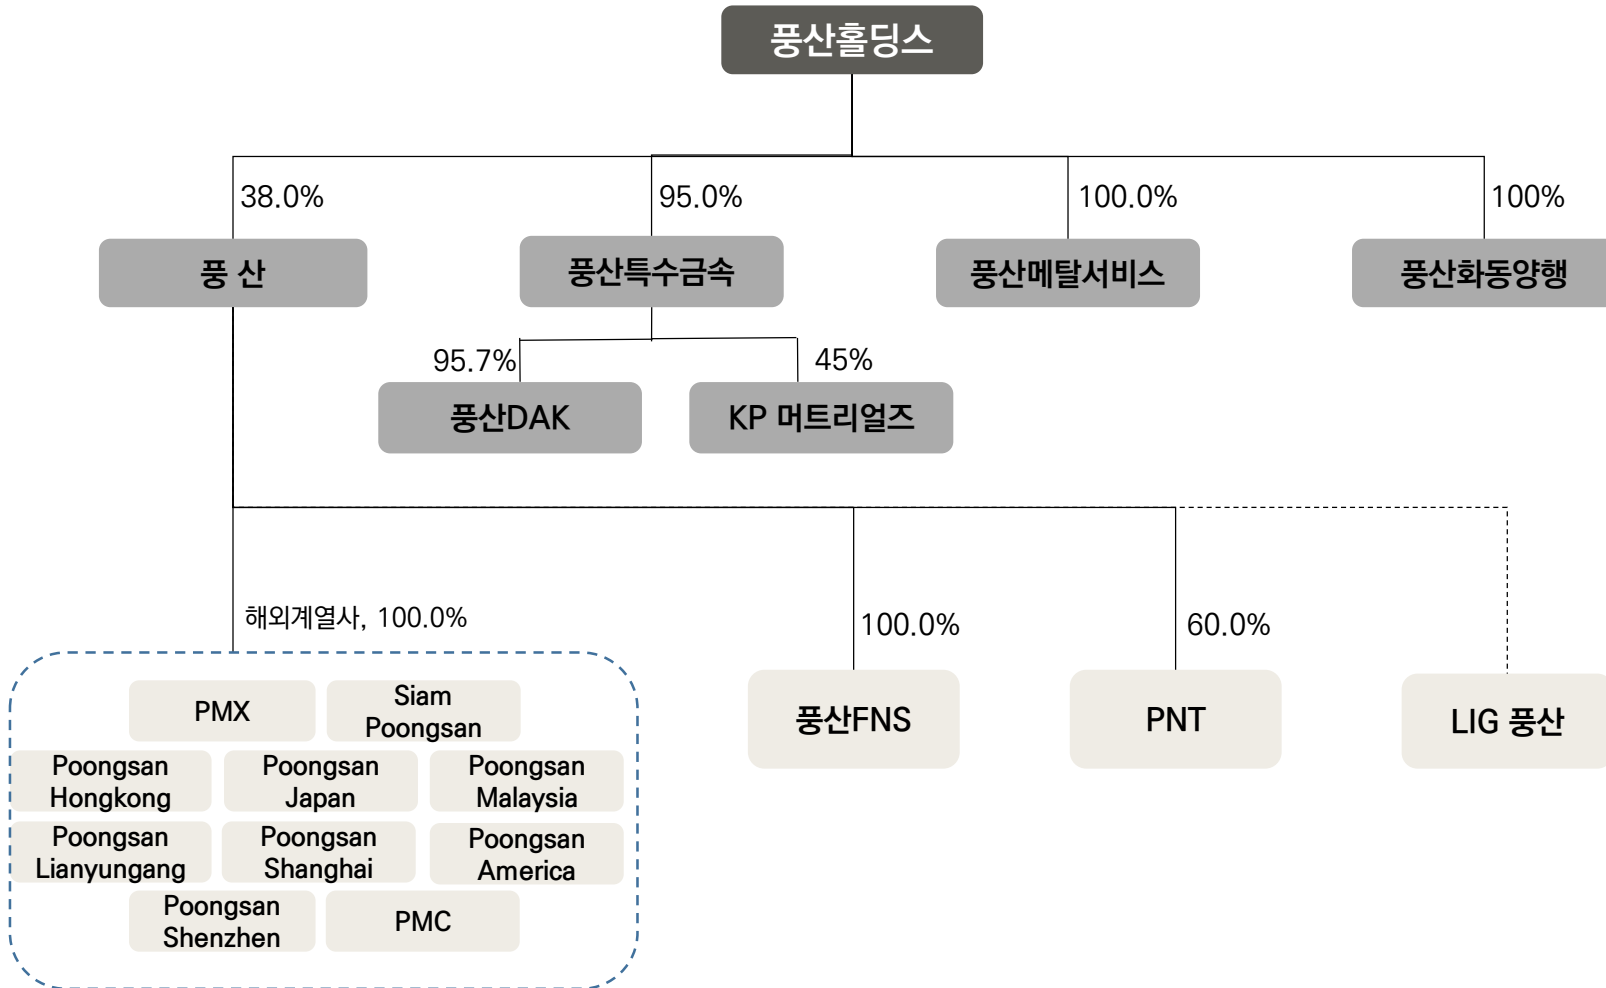 풍산홀딩스
38.0%
95.0%
100.0%
100%
풍 산
풍산특수금속
풍산메탈서비스
풍산화동양행
95.7%
45%
풍산DAK
KP 머트리얼즈
해외계열사, 100.0%
100.0%
60.0%
PMX
Siam
Poongsan
Poongsan
Hongkong
Poongsan
Japan
Poongsan
Malaysia
Poongsan
Lianyungang
Poongsan
Shanghai
Poongsan
America
Poongsan
Shenzhen
PMC
풍산FNS
PNT
LIG 풍산